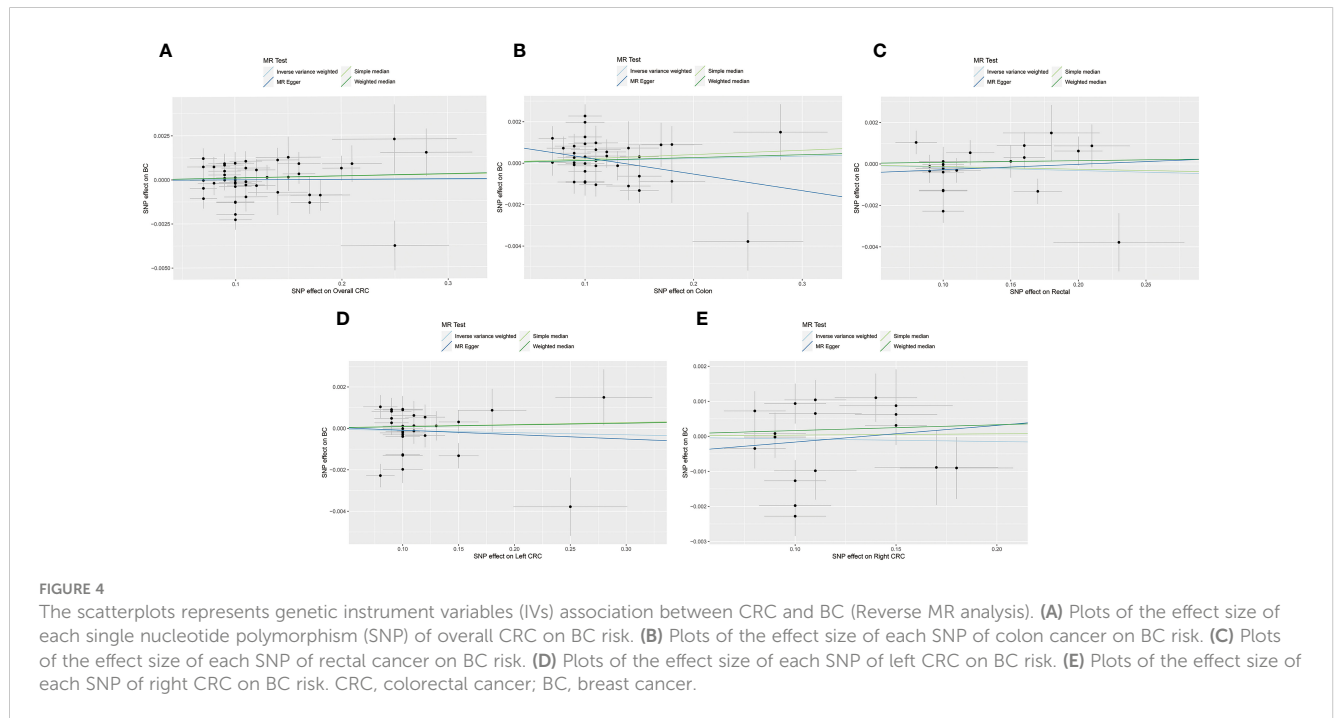 A
MR Test
Inverse variance weighted
Simple median
MR Egger
Weighted median
SNP effect on BC
0.0025
0.0000
−0.0025
−0.0050
0.1
0.2
0.3
SNP effect on Overall CRC
B
MR Test
Inverse variance weighted
Simple median
MR Egger
Weighted median
SNP effect on BC
0.002
0.000
−0.002
−0.004
0.1
0.2
0.3
SNP effect on Colon
C
MR Test
Inverse variance weighted
Simple median
MR Egger
Weighted median
SNP effect on BC
0.002
0.000
−0.002
−0.004
0.10
0.15
0.20
0.25
SNP effect on Rectal
D
MR Test
Inverse variance weighted
Simple median
MR Egger
Weighted median
SNP effect on BC
0.002
0.000
−0.002
−0.004
0.10
0.15
0.20
0.25
0.30
SNP effect on Left CRC
E
MR Test
Inverse variance weighted
Simple median
MR Egger
Weighted median
SNP effect on BC
0.002
0.001
0.000
−0.001
−0.002
−0.003
0.10
0.15
0.20
SNP effect on Right CRC
FIGURE 4
The scatterplots represents genetic instrument variables (IVs) association between CRC and BC (Reverse MR analysis). (A) Plots of the effect size of
each single nucleotide polymorphism (SNP) of overall CRC on BC risk. (B) Plots of the effect size of each SNP of colon cancer on BC risk. (C) Plots
of the effect size of each SNP of rectal cancer on BC risk. (D) Plots of the effect size of each SNP of left CRC on BC risk. (E) Plots of the effect size of
each SNP of right CRC on BC risk. CRC, colorectal cancer; BC, breast cancer.